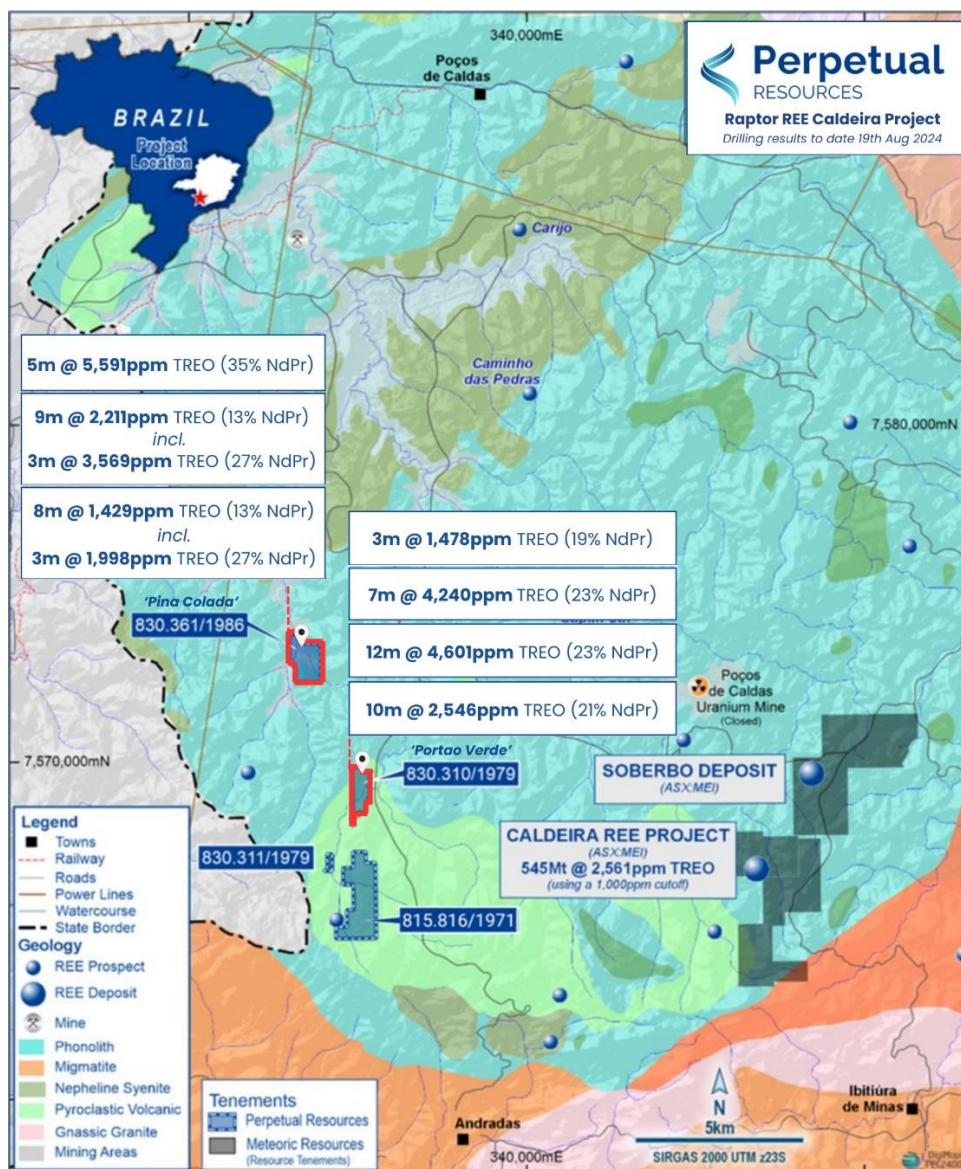 340,000mE
Poços
de Caldas
Perpetual
RESOURCES
Raptor REE Caldeira Project
Drilling results to date 19th Aug 2024
BRAZIL
Project
Location
Carijo
Caminho
das Pedras
7,580,000mN
5m @ 5,591ppm TREO (35% NdPr)
9m @ 2,211ppm TREO (13% NdPr)
incl.
3m @ 3,569ppm TREO (27% NdPr)
8m @ 1,429ppm TREO (13% NdPr)
incl.
3m @ 1,998ppm TREO (27% NdPr)
3m @ 1,478ppm TREO (19% NdPr)
7m @ 4,240ppm TREO (23% NdPr)
12m @ 4,601ppm TREO (23% NdPr)
10m @ 2,546ppm TREO (21% NdPr)
'Pina Colada'
830.361/1986
Poços
de Caldas
Uranium Mine
(Closed)
7,570,000mN
'Portao Verde'
830.310/1979
SOBERBO DEPOSIT
(ASX:MEI)
CALDEIRA REE PROJECT
(ASX:MEI)
545Mt @ 2,561ppm TREO
(using a 1,000ppm cutoff)
830.311/1979
815.816/1971
Legend
Towns
Railway
Roads
Power Lines
Watercourse
State Border
Geology
REE Prospect
REE Deposit
Mine
Phonolith
Migmatite
Nepheline Syenite
Pyroclastic Volcanic
Gnassic Granite
Mining Areas
Tenements
Perpetual Resources
Meteoric Resources
(Resource Tenements)
Andradas
340,000mE
N
5km
SIRGAS 2000 UTM z23S
Ibitiúra
de Minas